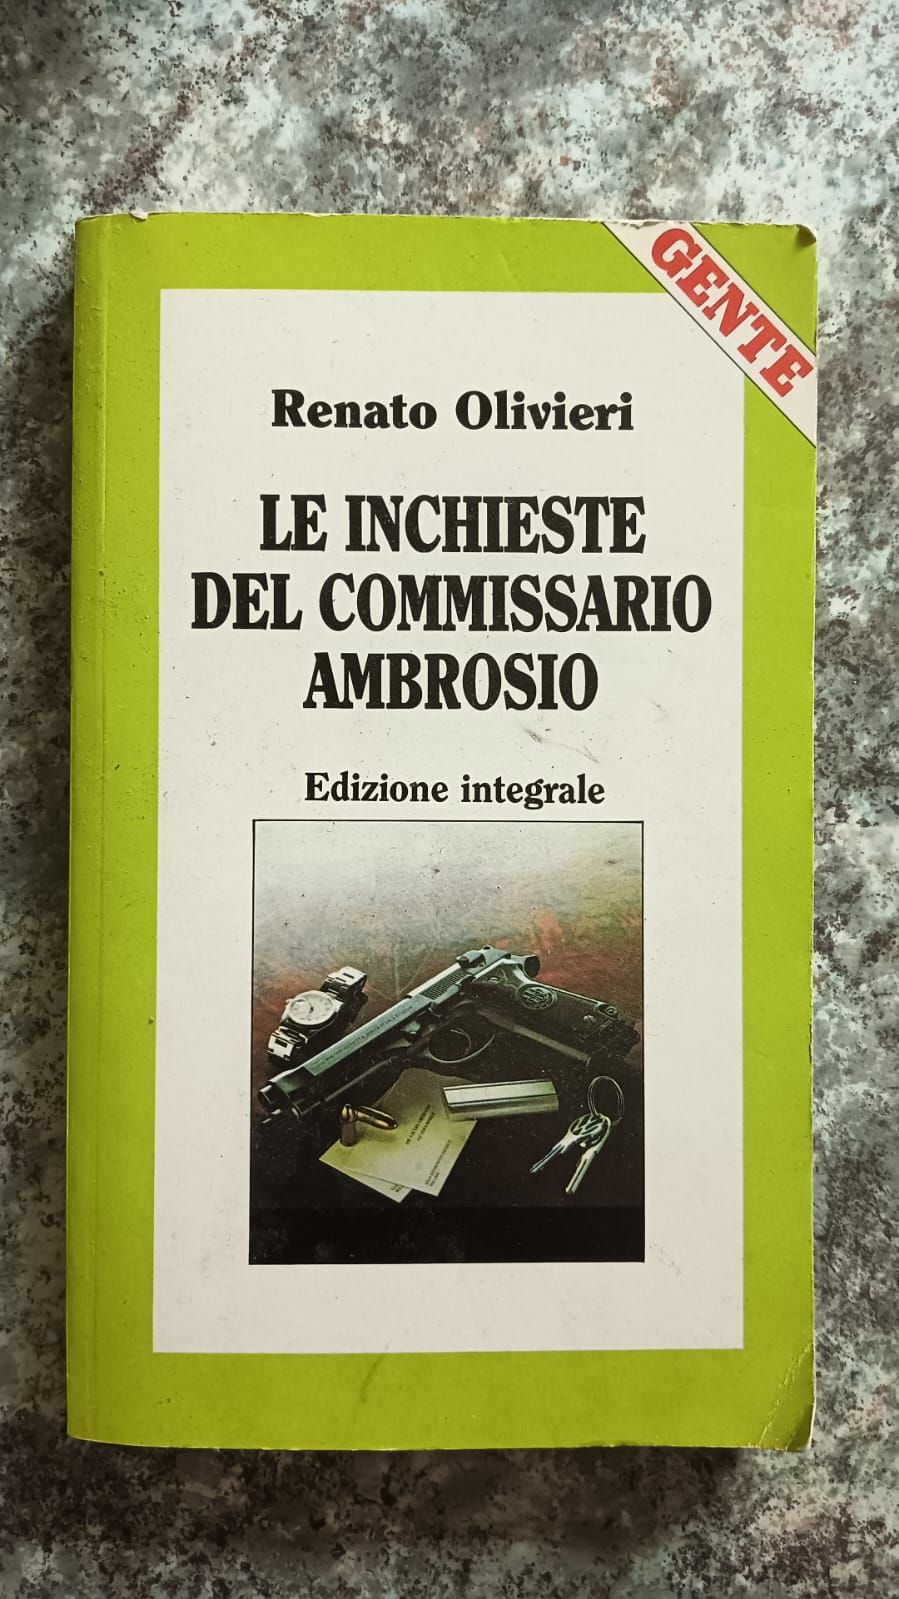 GENTE
Renato Olivieri
LE INCHIESTE
DEL COMMISSARIO
AMBROSIO
Edizione integrale